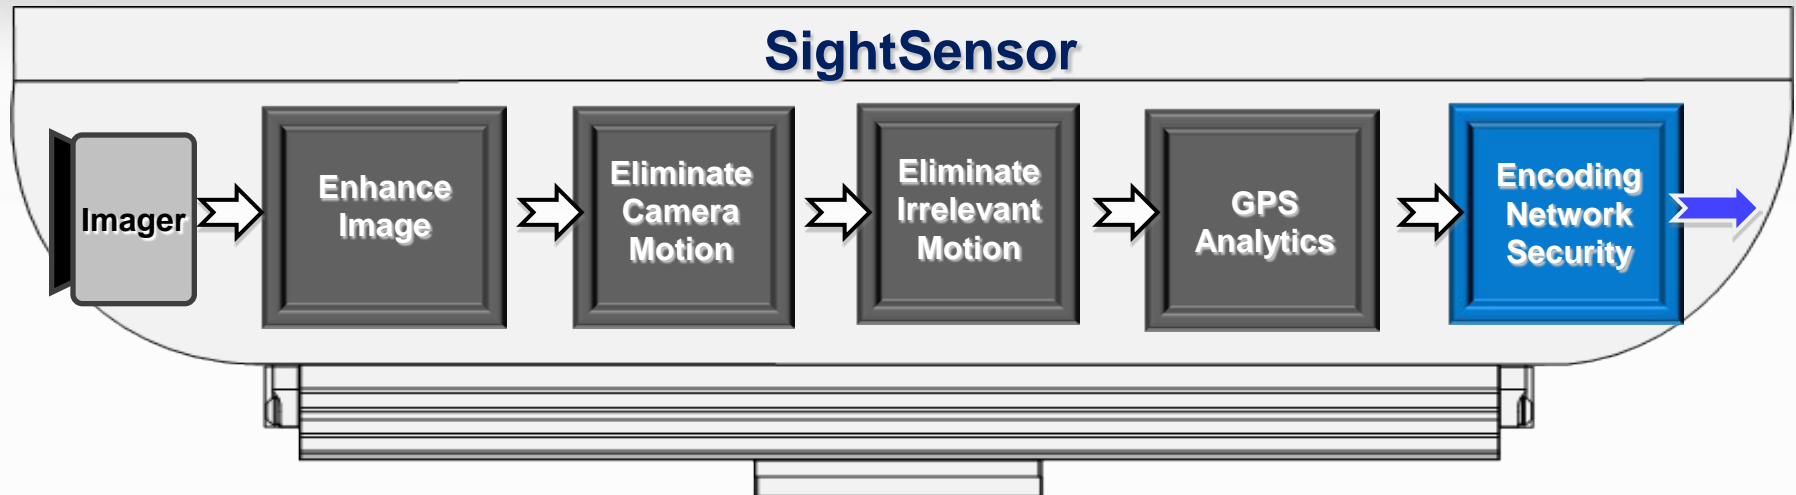 SightSensor
Imager
Enhance
Image
Eliminate
Camera
Motion
Eliminate
Irrelevant
Motion
GPS
Analytics
Encoding
Network
Security